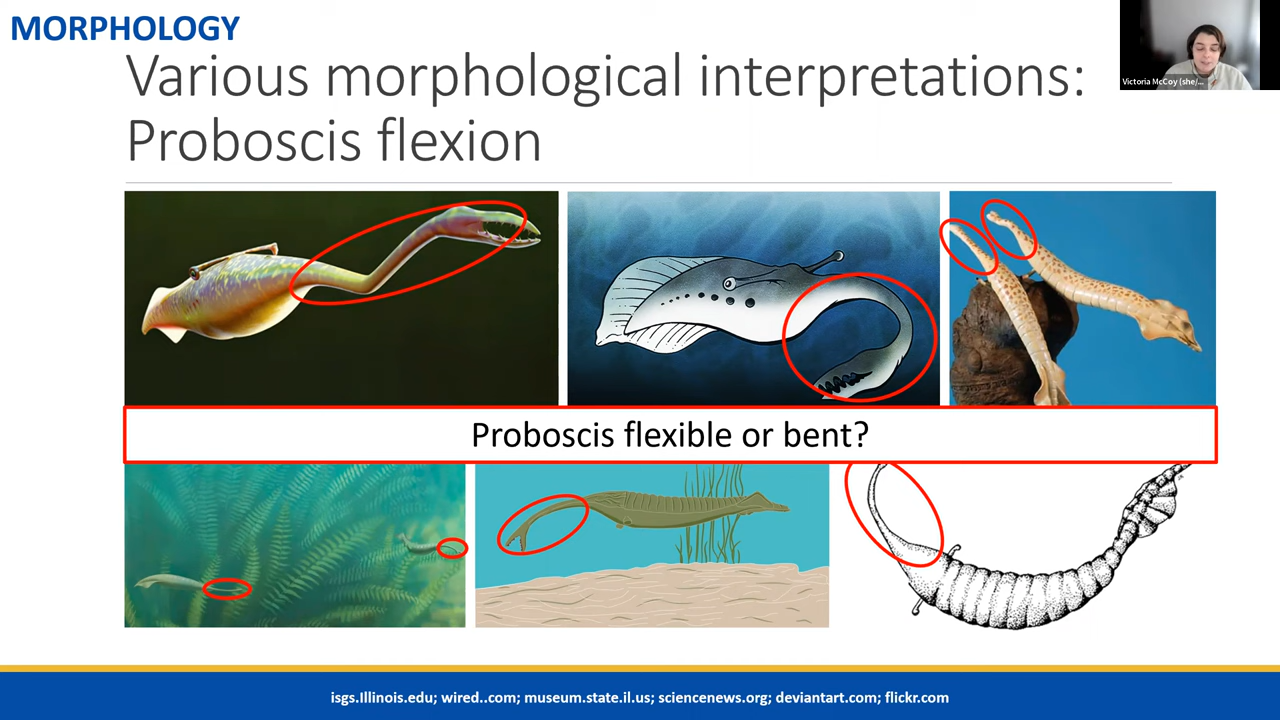 MORPHOLOGY
Various morphological interpretations:
Proboscis flexion
Victoria McCoy (she/...
Proboscis flexible or bent?
isgs.Illinois.edu; wired..com; museum.state.il.us; sciencenews.org; deviantart.com; flickr.com